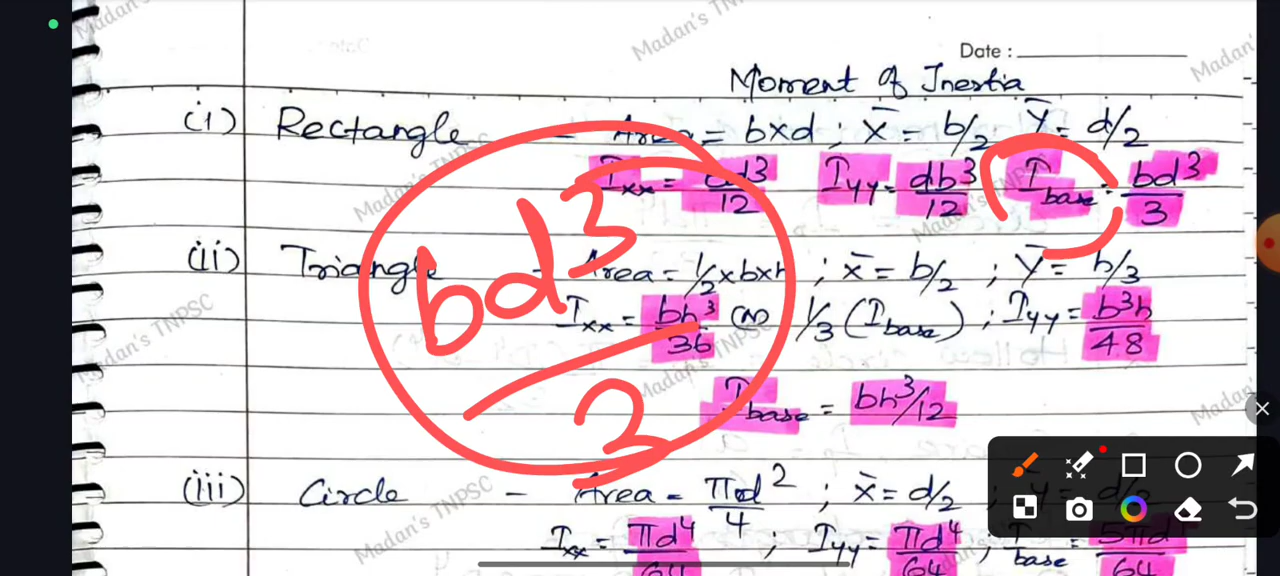 Date :
Moment of Inertia
(i) Rectangle - Area = b×d ; x̄ = b/2 ȳ = d/2
Ixx = bd³/12 Iyy = db³/12 Ibase = bd³/3
(ii) Triangle - Area = 1/2×b×h ; x̄ = b/2 ; ȳ = h/3
Ixx = bh³/36 (or) 1/3 (Ibase) ; Iyy = b³h/48
Ibase = bh³/12
(iii) Circle - Area = πd²/4 ; x̄ = d/2 ;
Ixx = πd⁴/64 ; Iyy = πd⁴/64 ; Ibase = 5πd⁴/64
bd³
Madan's TNPSC